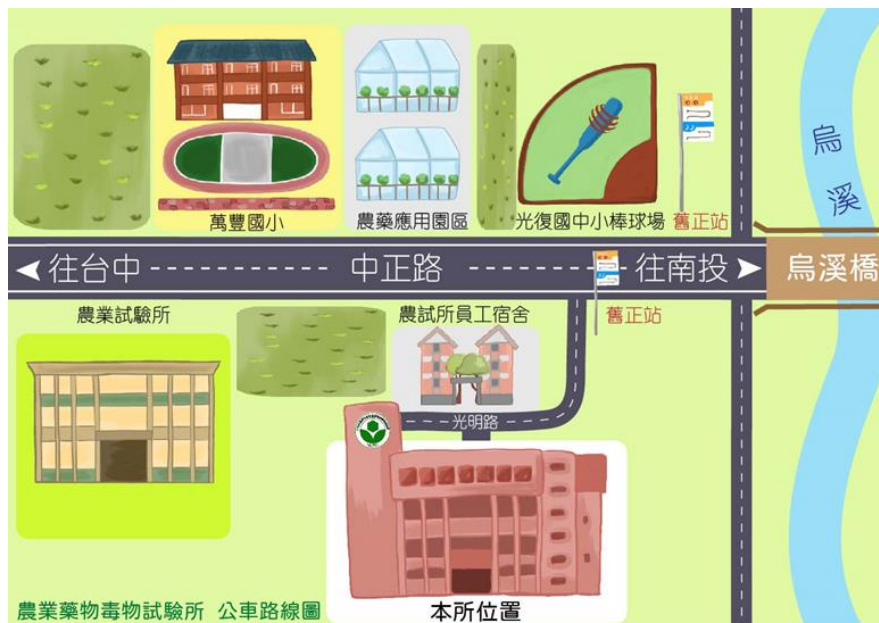 烏溪
萬豐國小
農藥應用園區
光復國中小棒球場
舊正站
往台中
中正路
往南投
烏溪橋
農業試驗所
農試所員工宿舍
舊正站
光明路
農業藥物毒物試驗所 公車路線圖
本所位置